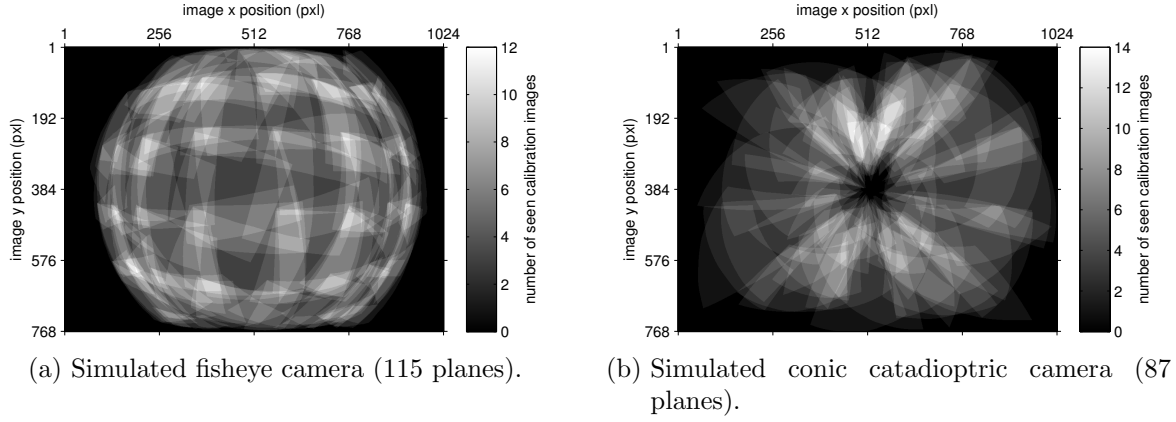 image x position (pxl)
1 256 512 768 1024
1
192
384
576
768
image y position (pxl)
12
10
8
6
4
2
0
number of seen calibration images
(a) Simulated fisheye camera (115 planes).
image x position (pxl)
1 256 512 768 1024
1
192
384
576
768
image y position (pxl)
14
12
10
8
6
4
2
0
number of seen calibration images
(b) Simulated conic catadioptric camera (87
planes).